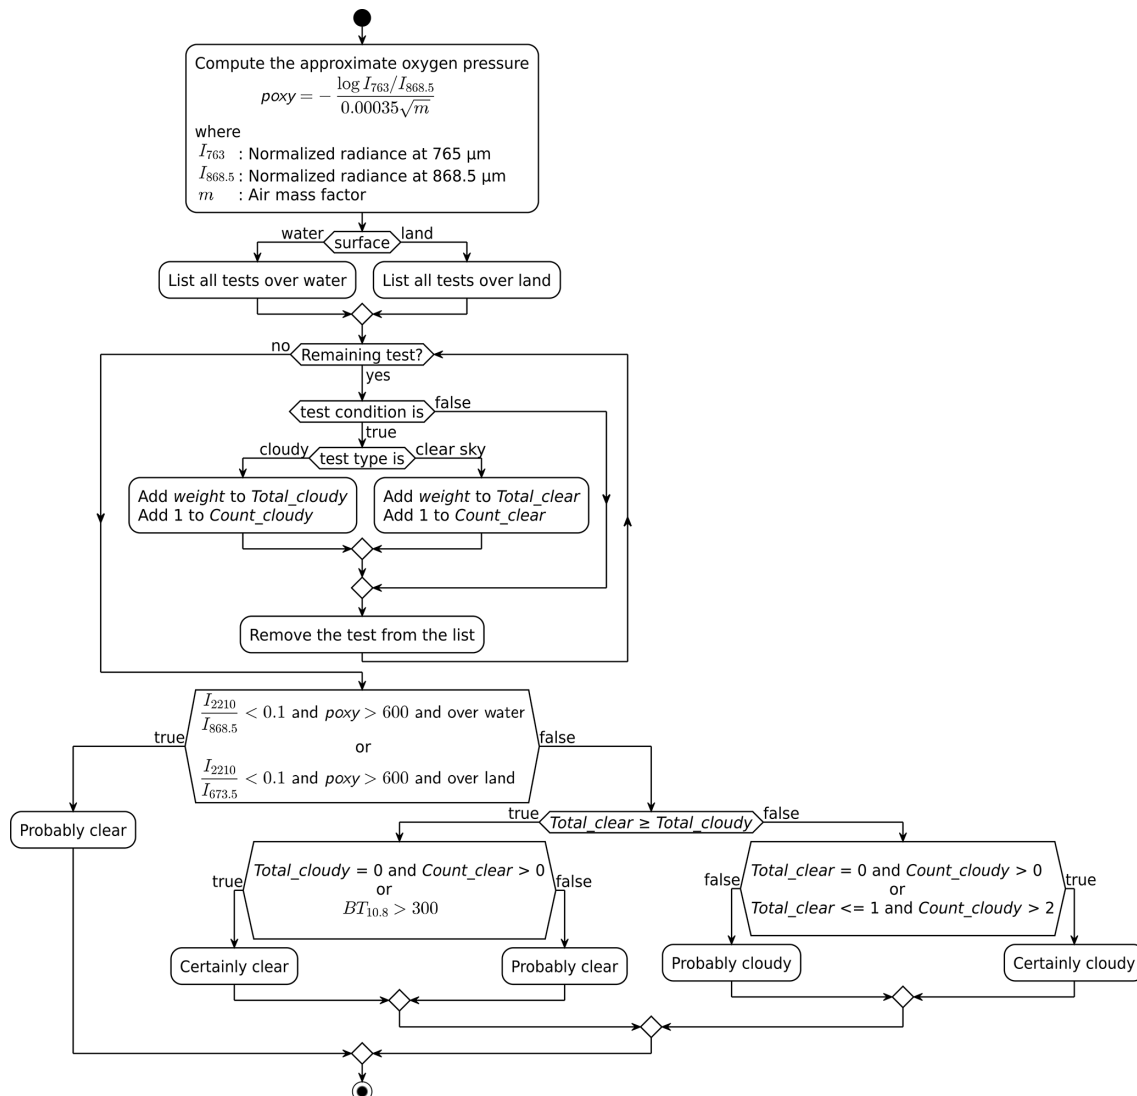 Compute the approximate oxygen pressure
poxy = − log I₇₆₃/I₈₆₈.₅ / 0.00035√m
where
I₇₆₃ : Normalized radiance at 765 µm
I₈₆₈.₅ : Normalized radiance at 868.5 µm
m : Air mass factor
water surface land
List all tests over water
List all tests over land
no Remaining test?
yes
test condition is false
true
cloudy test type is clear sky
Add weight to Total_cloudy
Add 1 to Count_cloudy
Add weight to Total_clear
Add 1 to Count_clear
Remove the test from the list
I₂₂₁₀/I₈₆₈.₅ < 0.1 and poxy > 600 and over water
true or false
I₂₂₁₀/I₆₇₃.₅ < 0.1 and poxy > 600 and over land
Probably clear
true Total_clear ≥ Total_cloudy false
Total_cloudy = 0 and Count_clear > 0
true or false
BT₁₀.₈ > 300
Certainly clear
Probably clear
Total_clear = 0 and Count_cloudy > 0
false or true
Total_clear <= 1 and Count_cloudy > 2
Probably cloudy
Certainly cloudy